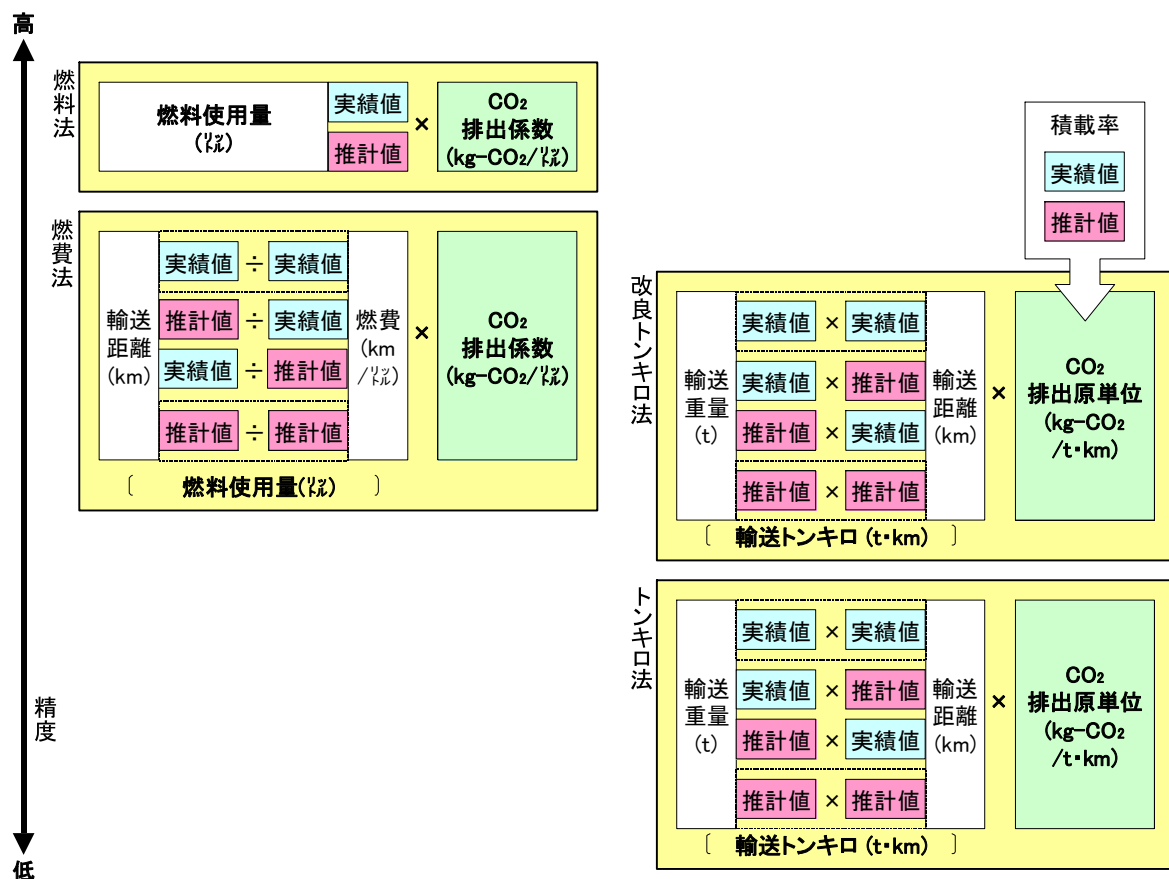 高
精度
低
燃料法
燃料使用量
(㍑)
実績値
推計値
×
CO₂
排出係数
(kg-CO₂/㍑)
燃費法
輸送
距離
(km)
実績値 ÷ 実績値
推計値 ÷ 実績値
実績値 ÷ 推計値
推計値 ÷ 推計値
燃費
(km
/㍑)
×
CO₂
排出係数
(kg-CO₂/㍑)
〔 燃料使用量(㍑) 〕
積載率
実績値
推計値
改良トンキロ法
輸送
重量
(t)
実績値 × 実績値
実績値 × 推計値
推計値 × 実績値
推計値 × 推計値
輸送
距離
(km)
×
CO₂
排出原単位
(kg-CO₂
/t・km)
〔 輸送トンキロ(t・km) 〕
トンキロ法
輸送
重量
(t)
実績値 × 実績値
実績値 × 推計値
推計値 × 実績値
推計値 × 推計値
輸送
距離
(km)
×
CO₂
排出原単位
(kg-CO₂
/t・km)
〔 輸送トンキロ(t・km) 〕